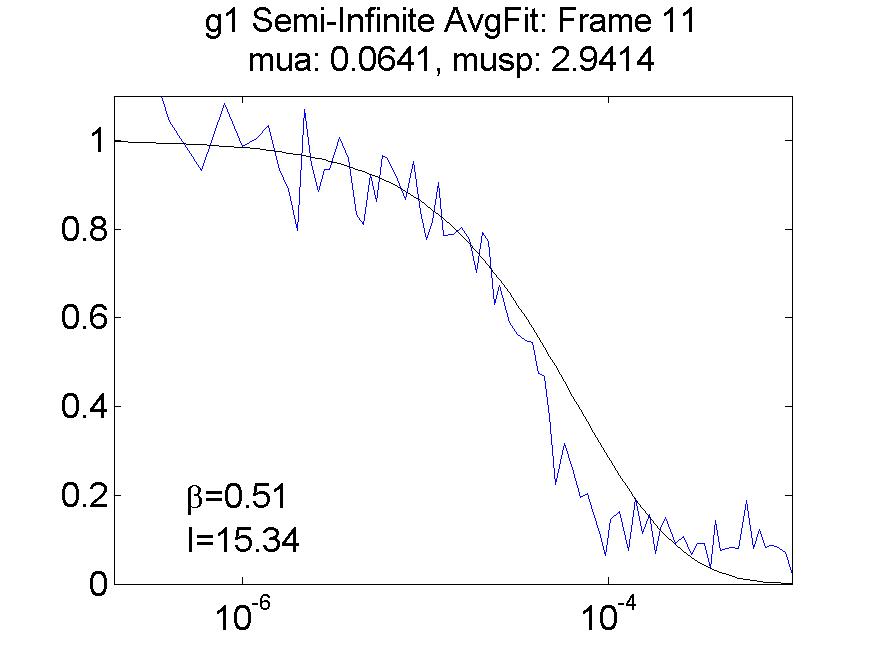 g1 Semi-Infinite AvgFit: Frame 11
mua: 0.0641, musp: 2.9414
1
0.8
0.6
0.4
0.2
0
β=0.51
I=15.34
10^-6
10^-4